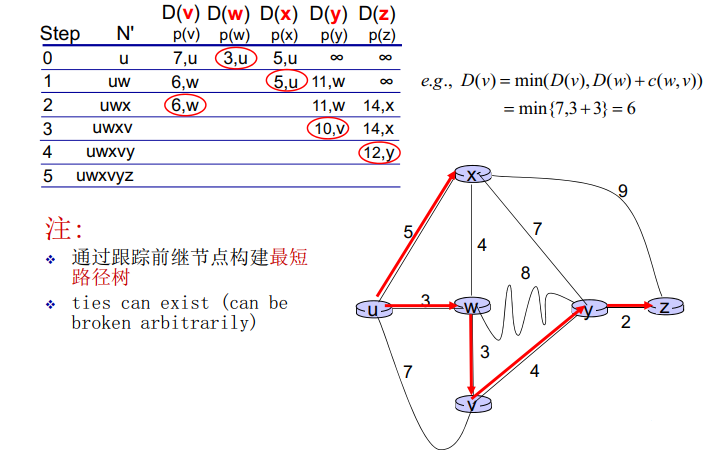 D(v) D(w) D(x) D(y) D(z)
Step N' p(v) p(w) p(x) p(y) p(z)
0 u 7,u 3,u 5,u ∞ ∞
1 uw 6,w 5,u 11,w ∞
2 uwx 6,w 11,w 14,x
3 uwxv 10,v 14,x
4 uwxvy 12,y
5 uwxvyz
e.g., D(v) = min(D(v), D(w) + c(w,v))
= min{7,3+3} = 6
注:
通过跟踪前继节点构建最短
路径树
ties can exist (can be
broken arbitrarily)
x
9
5
7
4
8
u
3
w
y
z
2
3
7
4
v